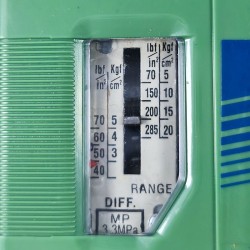 lbf/in² Kgf/cm²
lbf/in² Kgf/cm²
70 5
150 10
200 15
285 20
70 5
60 4
50 3
40
RANGE
DIFF.
MP
3.3MPa